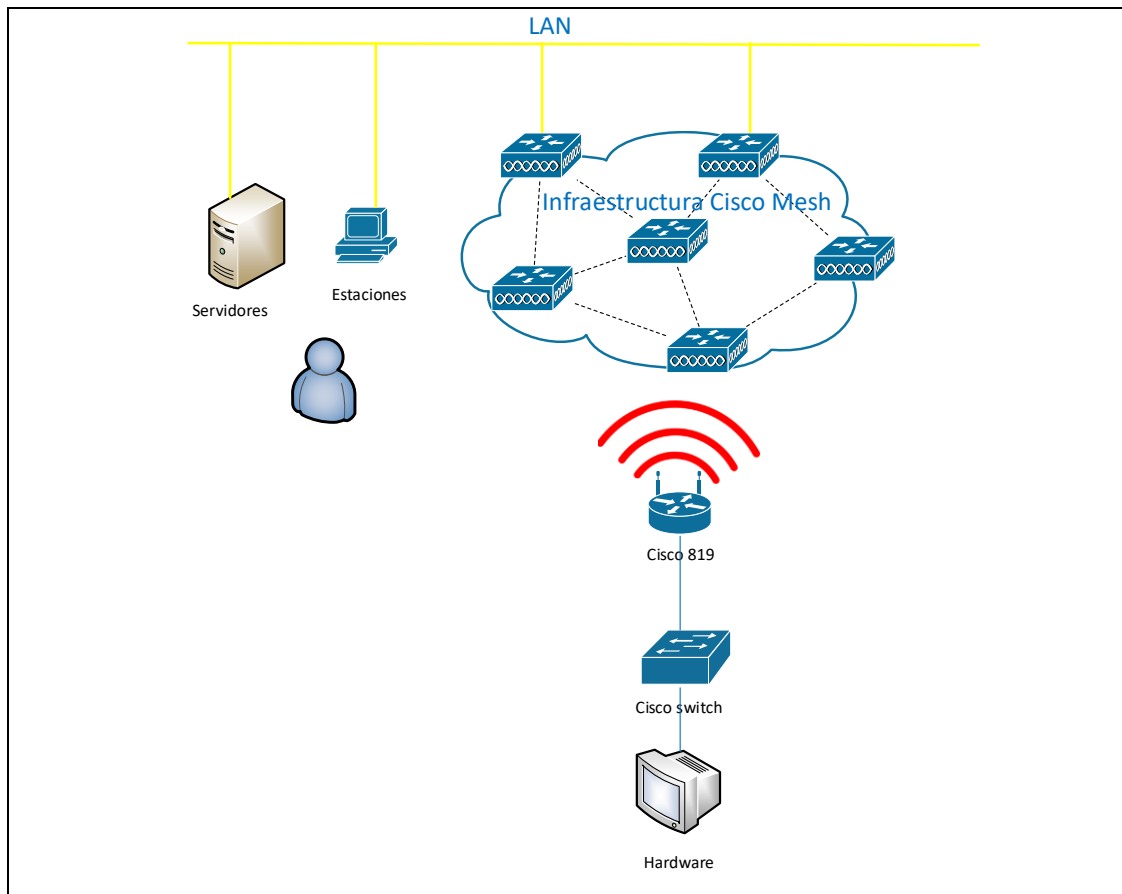 LAN
Infraestructura Cisco Mesh
Servidores
Estaciones
Cisco 819
Cisco switch
Hardware